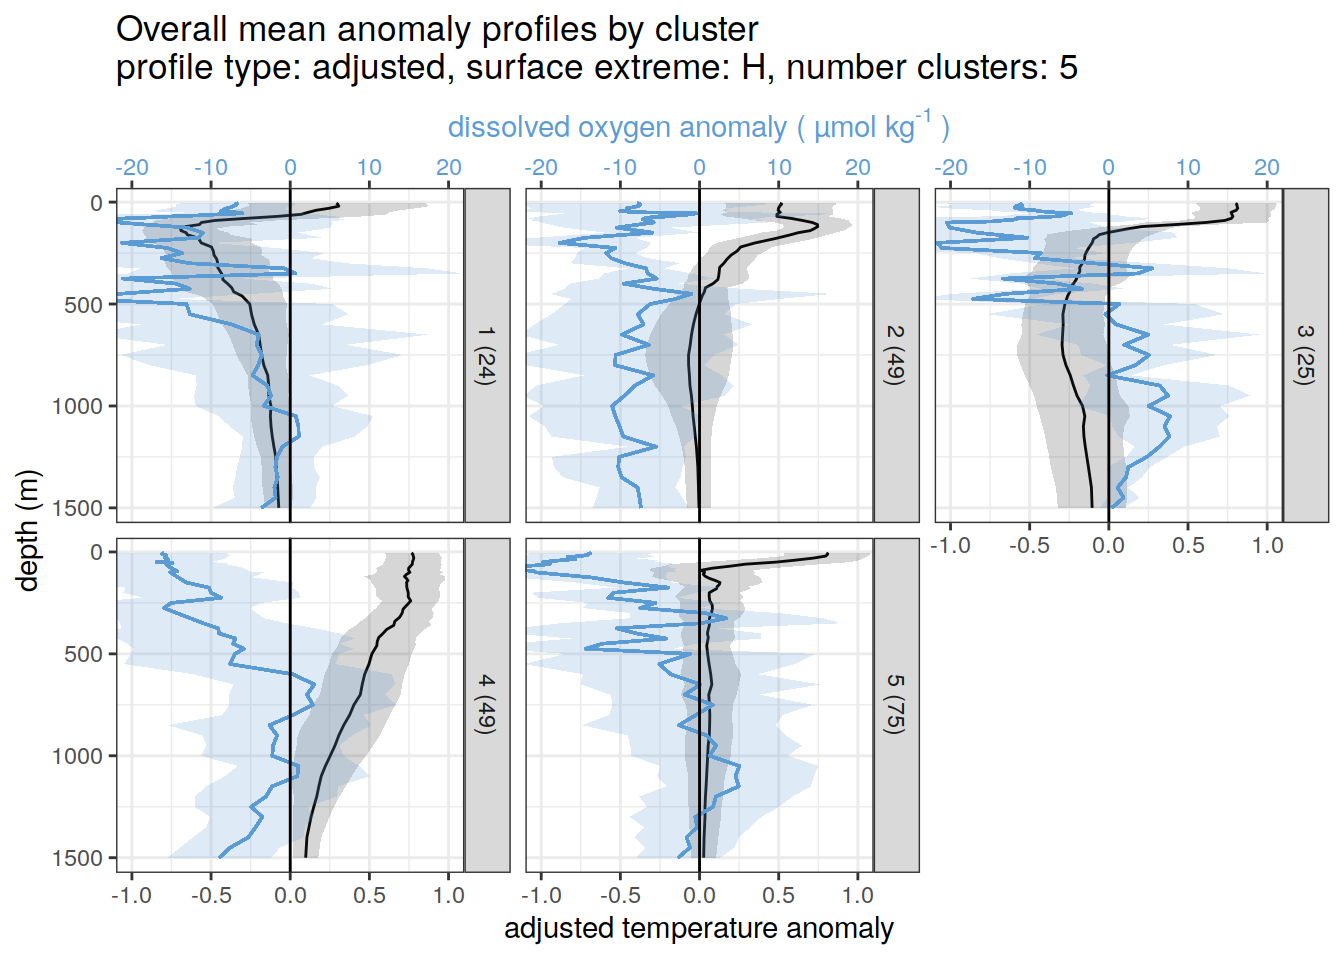 Overall mean anomaly profiles by cluster
profile type: adjusted, surface extreme: H, number clusters: 5
dissolved oxygen anomaly ( µmol kg-1 )
-20 -10 0 10 20 -20 -10 0 10 20 -20 -10 0 10 20
0
500
1000
1500
1 (24)
2 (49)
3 (25)
-1.0 -0.5 0.0 0.5 1.0
depth (m)
0
500
1000
1500
4 (49)
5 (75)
-1.0 -0.5 0.0 0.5 1.0 -1.0 -0.5 0.0 0.5 1.0
adjusted temperature anomaly